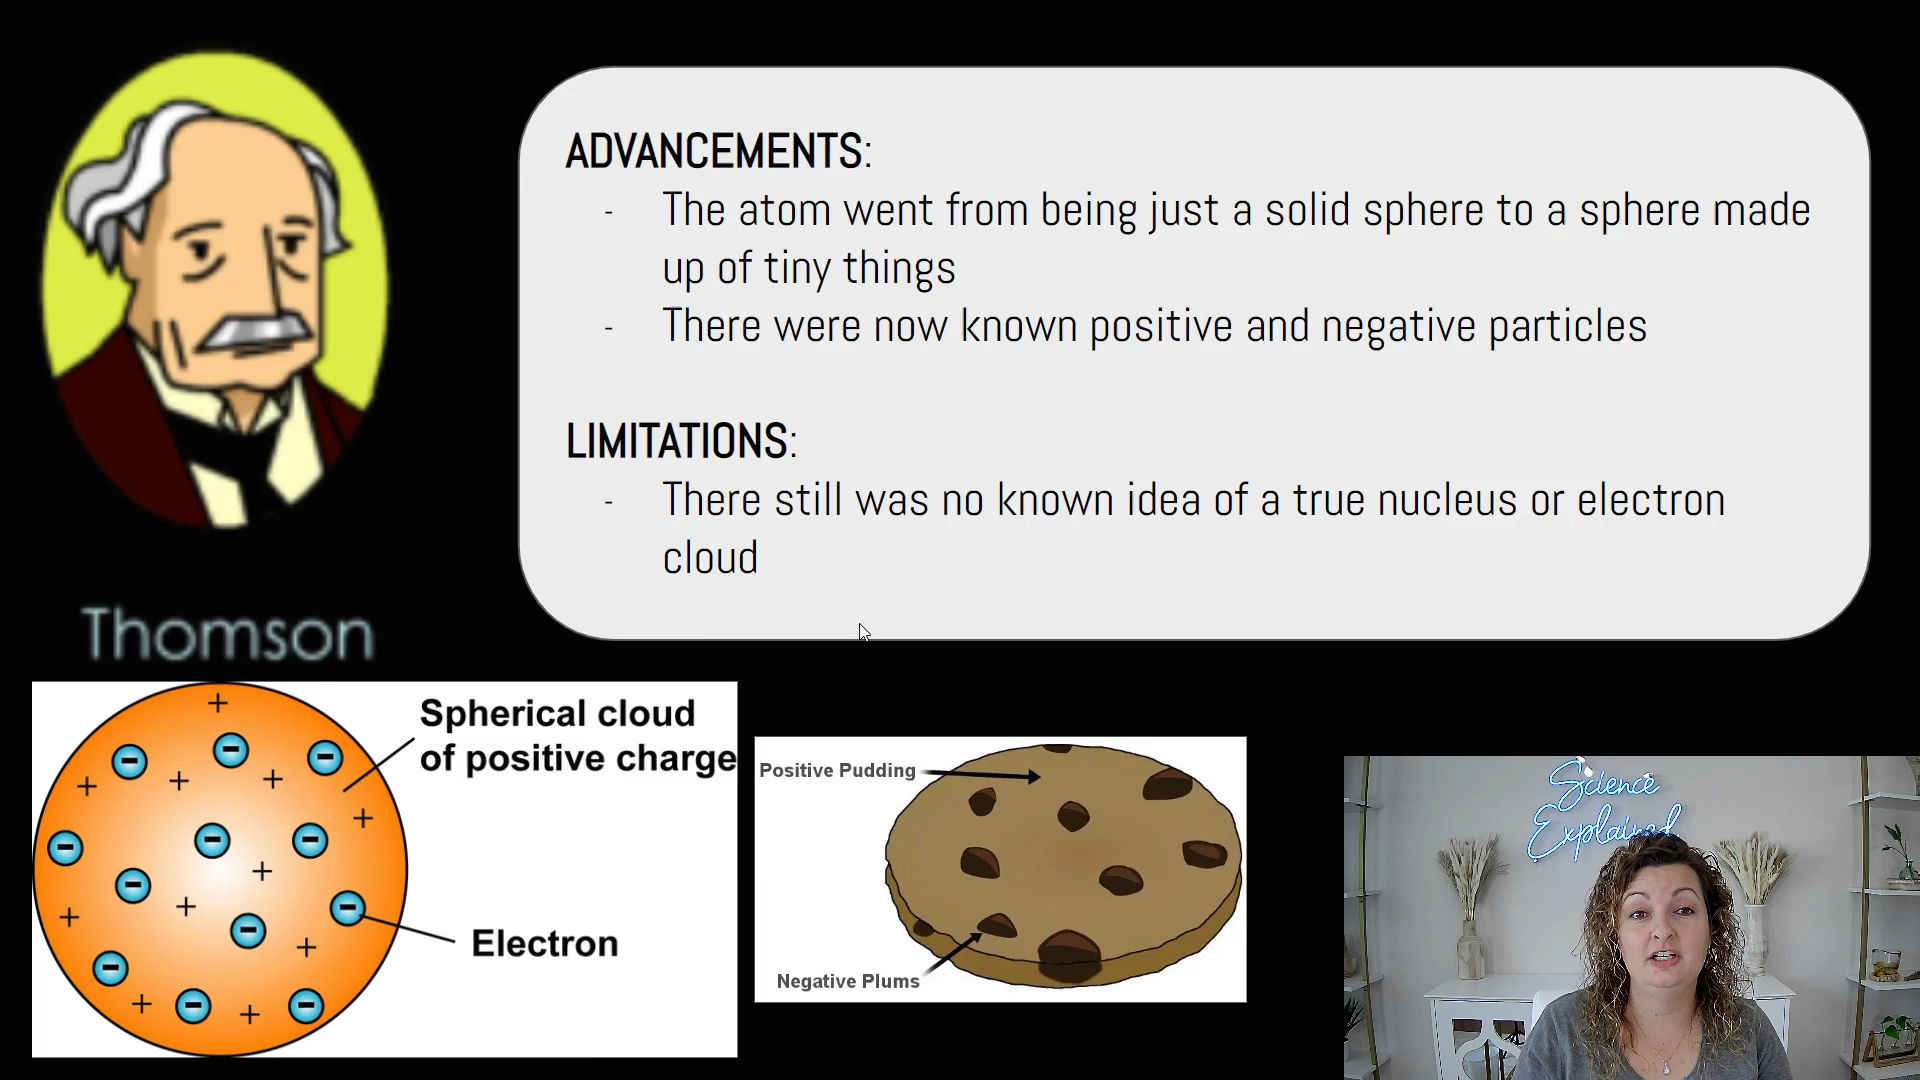 ADVANCEMENTS:
- The atom went from being just a solid sphere to a sphere made
up of tiny things
- There were now known positive and negative particles
LIMITATIONS:
- There still was no known idea of a true nucleus or electron
cloud
Thomson
Spherical cloud
of positive charge
Electron
Positive Pudding
Negative Plums
Science
Explained